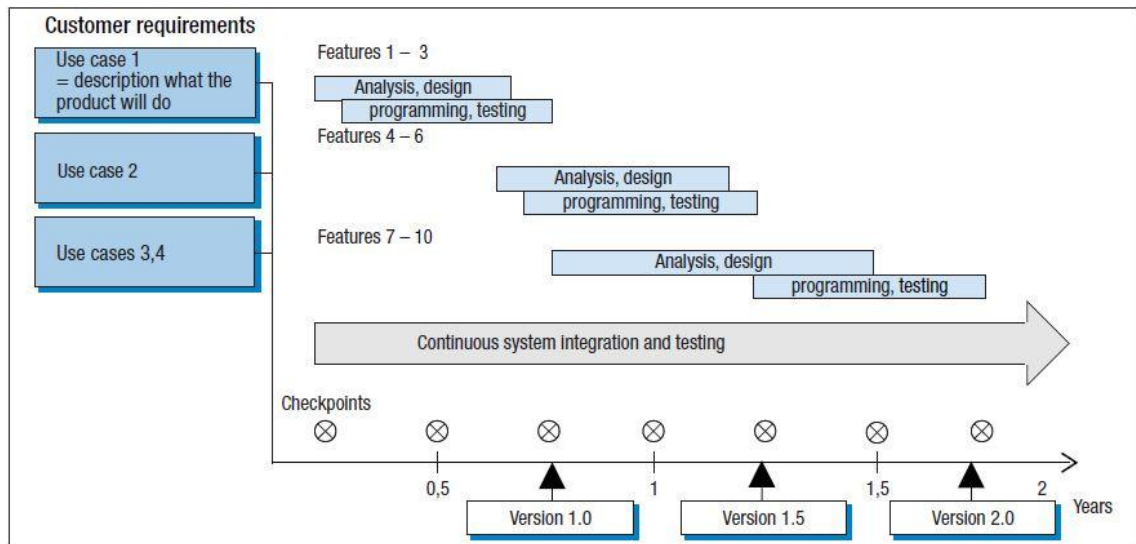 Customer requirements
Use case 1
= description what the
product will do
Use case 2
Use cases 3,4
Features 1 – 3
Analysis, design
programming, testing
Features 4 – 6
Analysis, design
programming, testing
Features 7 – 10
Analysis, design
programming, testing
Continuous system integration and testing
Checkpoints
0,5
1
1,5
2
Years
Version 1.0
Version 1.5
Version 2.0